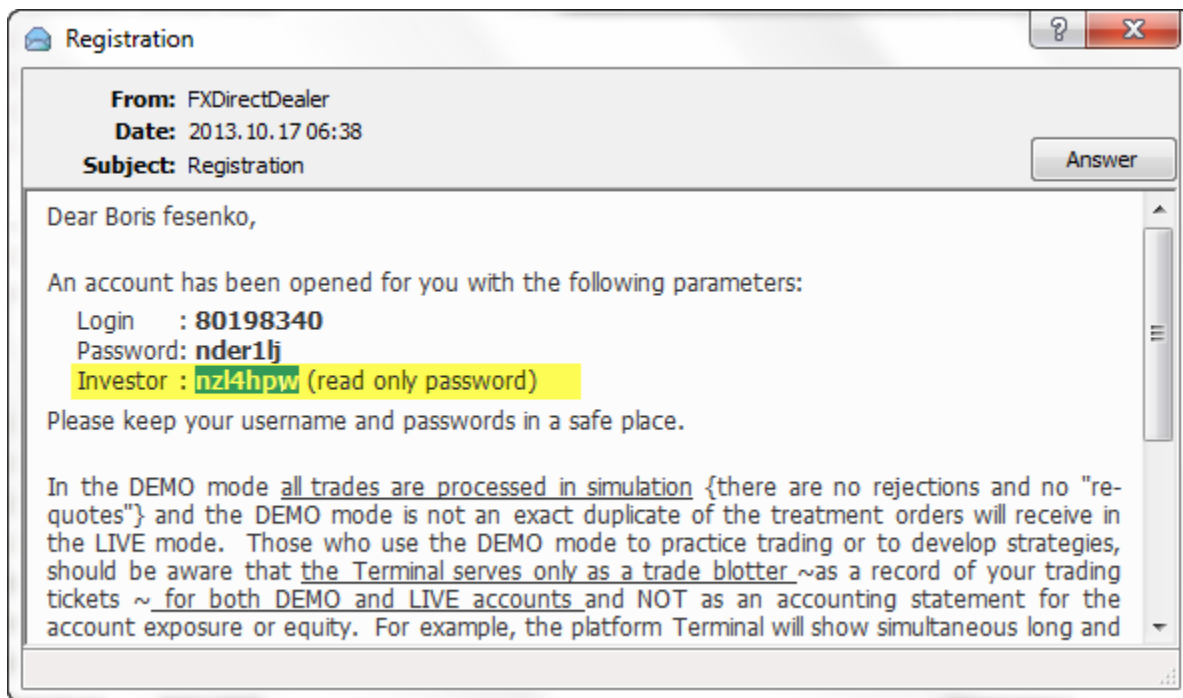 Registration
From: FXDirectDealer
Date: 2013.10.17 06:38
Subject: Registration
Answer
Dear Boris fesenko,
An account has been opened for you with the following parameters:
Login : 80198340
Password: nder1lj
Investor : nzl4hpw (read only password)
Please keep your username and passwords in a safe place.
In the DEMO mode all trades are processed in simulation {there are no rejections and no "re-
quotes"} and the DEMO mode is not an exact duplicate of the treatment orders will receive in
the LIVE mode. Those who use the DEMO mode to practice trading or to develop strategies,
should be aware that the Terminal serves only as a trade blotter ~as a record of your trading
tickets ~ for both DEMO and LIVE accounts and NOT as an accounting statement for the
account exposure or equity. For example, the platform Terminal will show simultaneous long and